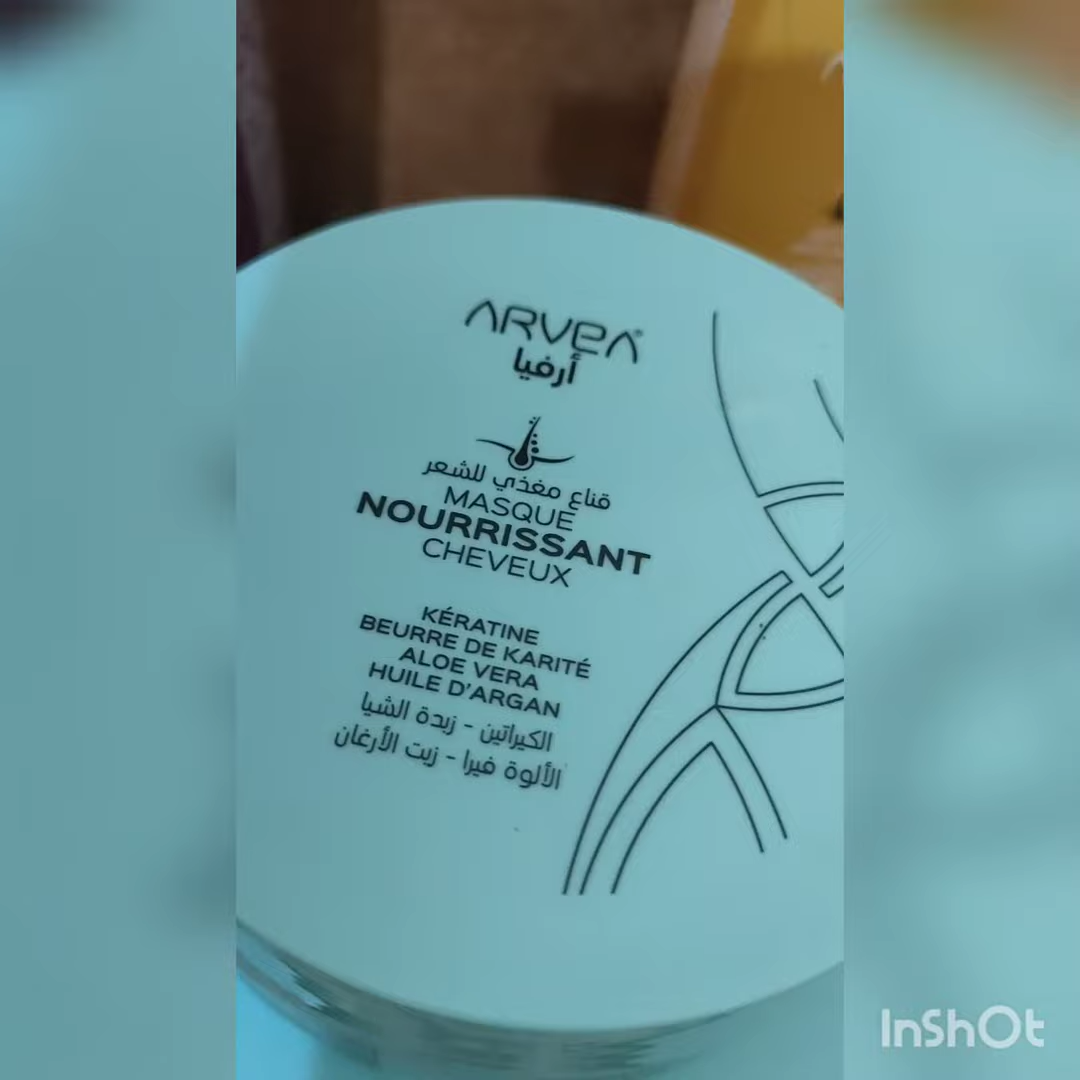 ARVEA
أرفيا
قناع مغذي للشعر
MASQUE
NOURRISSANT
CHEVEUX
KÉRATINE
BEURRE DE KARITÉ
ALOE VERA
HUILE D'ARGAN
الكيراتين - زبدة الشيا
الألوة فيرا - زيت الأرغان
InShOt